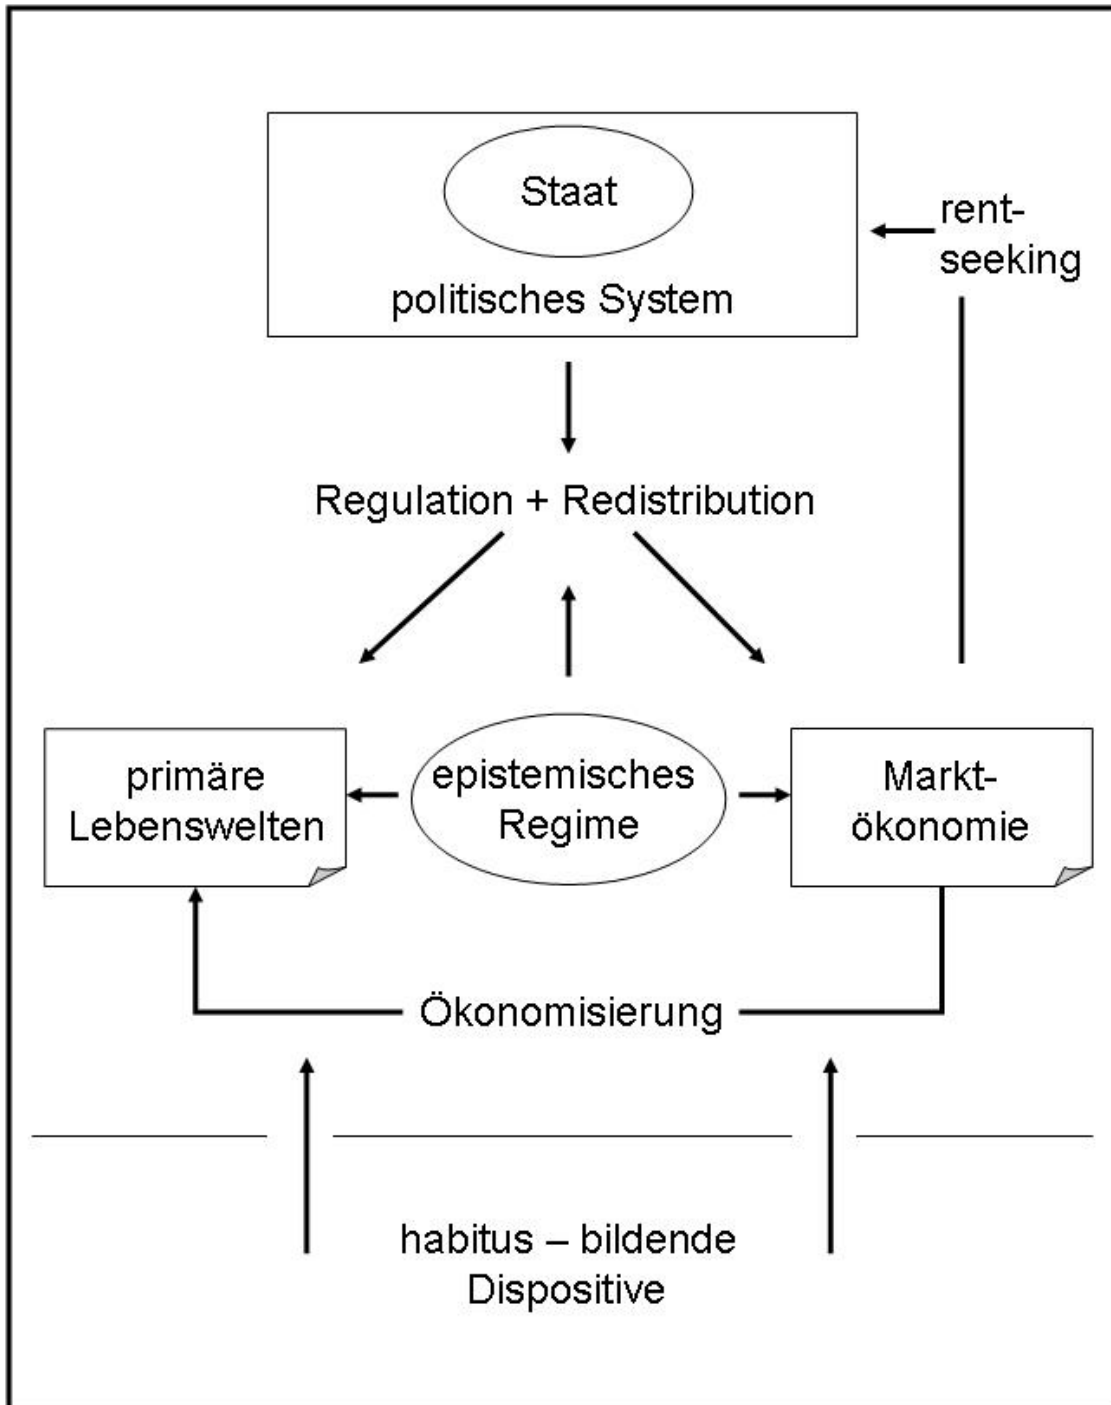 Staat
politisches System
rent-
seeking
Regulation + Redistribution
primäre
Lebenswelten
epistemisches
Regime
Markt-
ökonomie
Ökonomisierung
habitus – bildende
Dispositive